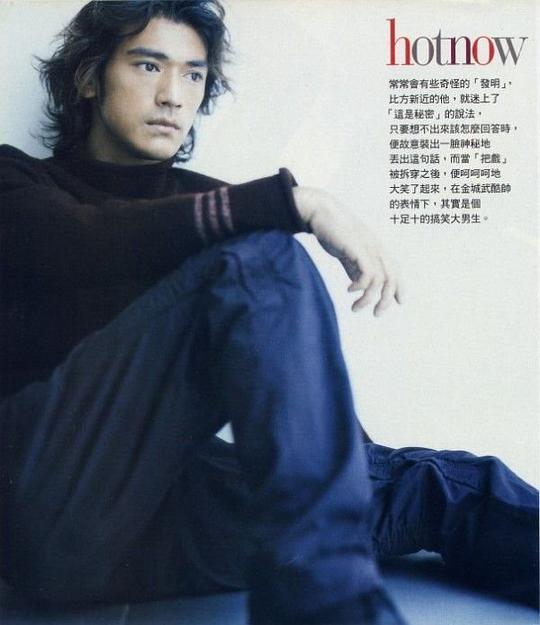 hotnow
常常會有些奇怪的「發明」，
比方新近的他，就迷上了
「這是秘密」的說法，
只要想不出來該怎麼回答時，
便故意裝出一臉神秘地
丟出這句話，而當「把戲」
被拆穿之後，便呵呵呵地
大笑了起來，在金城武酷帥
的表情下，其實是個
十足十的搞笑大男生。